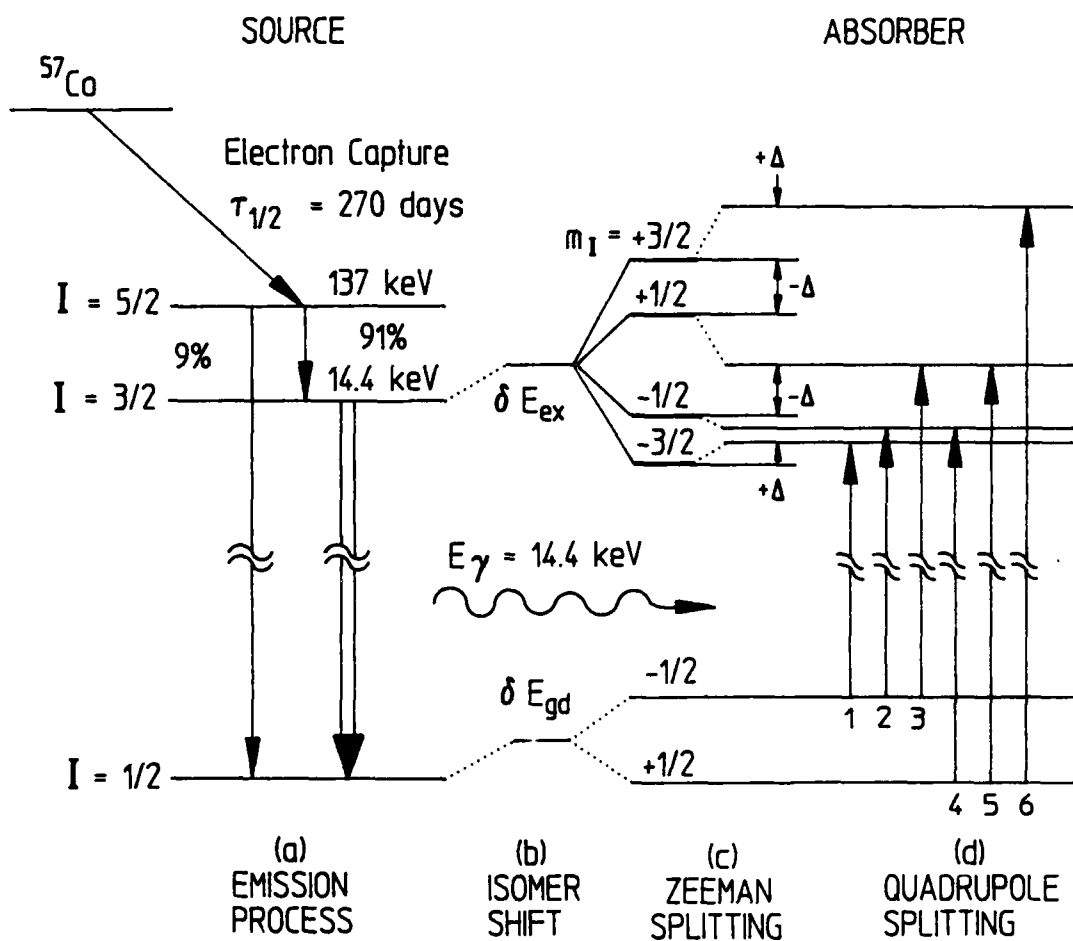 SOURCE
ABSORBER
57Co
Electron Capture
τ1/2 = 270 days
+Δ
mI = +3/2
-Δ
+1/2
I = 5/2
137 keV
9%
91%
I = 3/2
14.4 keV
δ Eex
-1/2
-Δ
-3/2
+Δ
Eγ = 14.4 keV
δ Egd
-1/2
1 2 3
I = 1/2
+1/2
4 5 6
(a)
EMISSION
PROCESS
(b)
ISOMER
SHIFT
(c)
ZEEMAN
SPLITTING
(d)
QUADRUPOLE
SPLITTING